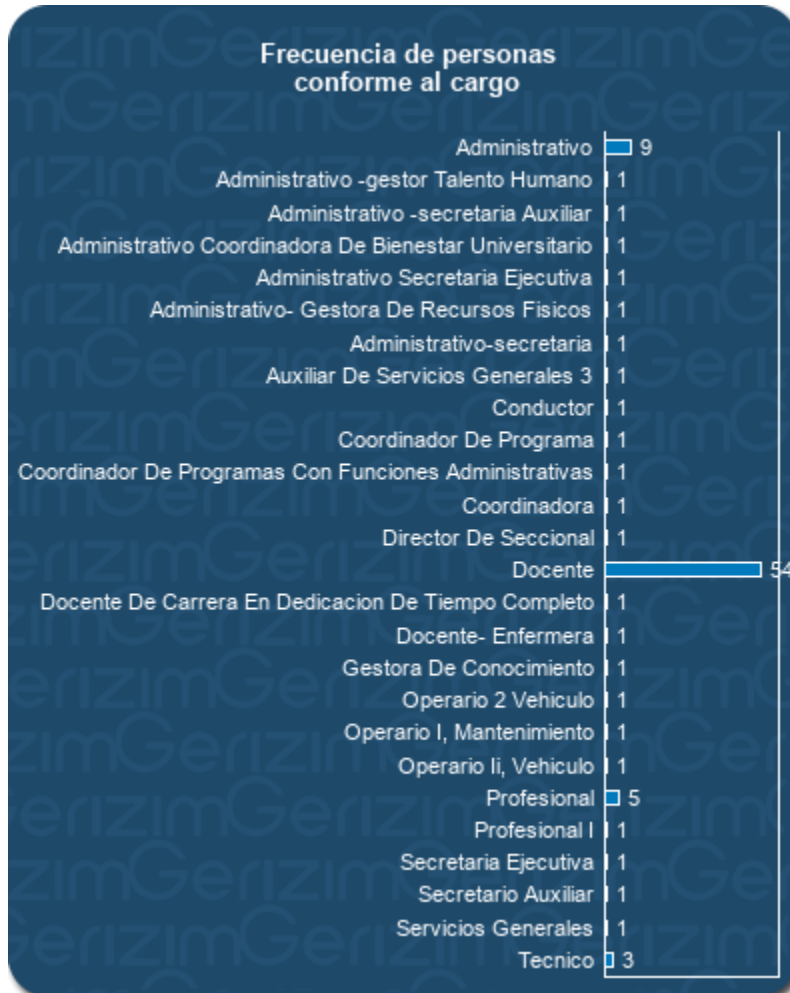 Frecuencia de personas
conforme al cargo
Administrativo 9
Administrativo -gestor Talento Humano 1
Administrativo -secretaria Auxiliar 1
Administrativo Coordinadora De Bienestar Universitario 1
Administrativo Secretaria Ejecutiva 1
Administrativo- Gestora De Recursos Fisicos 1
Administrativo-secretaria 1
Auxiliar De Servicios Generales 3 1
Conductor 1
Coordinador De Programa 1
Coordinador De Programas Con Funciones Administrativas 1
Coordinadora 1
Director De Seccional 1
Docente 54
Docente De Carrera En Dedicacion De Tiempo Completo 1
Docente- Enfermera 1
Gestora De Conocimiento 1
Operario 2 Vehiculo 1
Operario I, Mantenimiento 1
Operario Ii, Vehiculo 1
Profesional 5
Profesional I 1
Secretaria Ejecutiva 1
Secretario Auxiliar 1
Servicios Generales 1
Tecnico 3